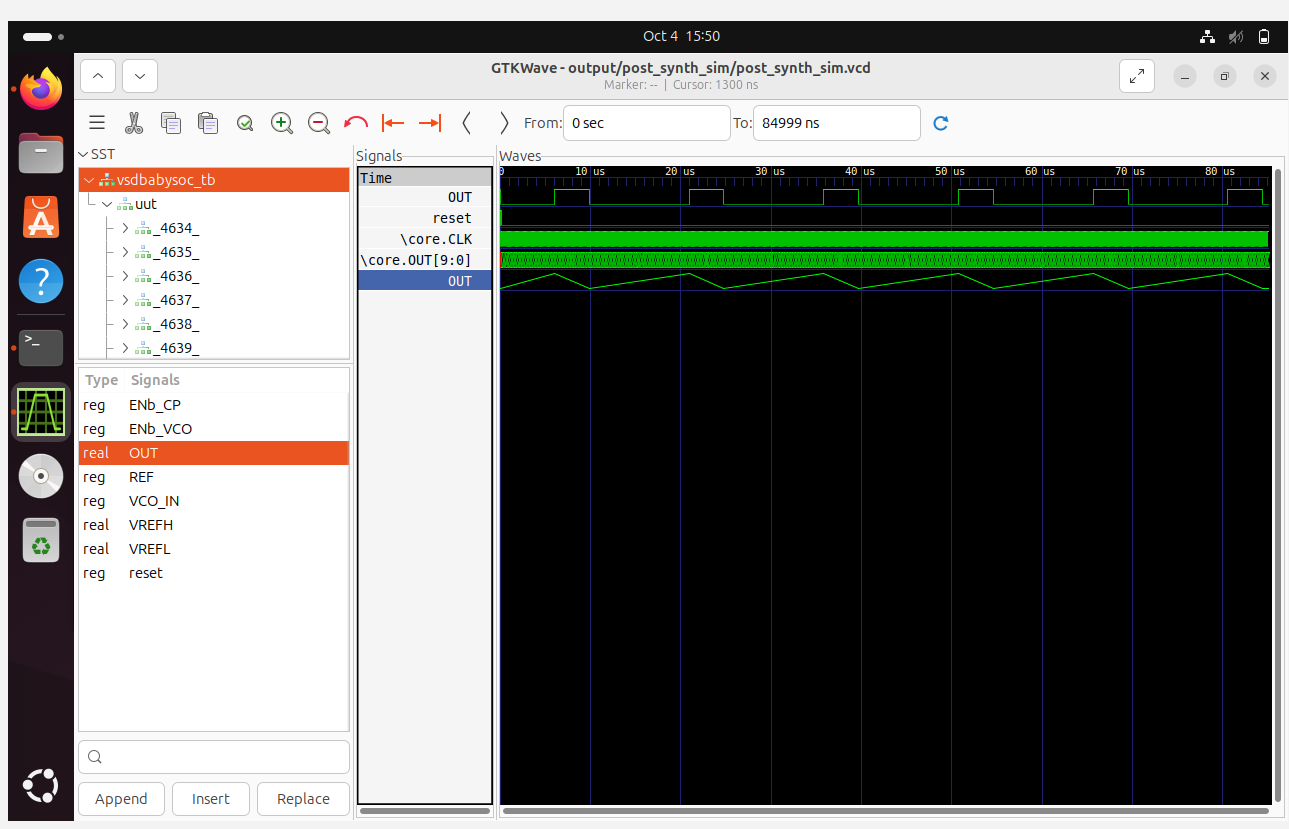 Oct 4 15:50
GTKWave - output/post_synth_sim/post_synth_sim.vcd
Marker: -- | Cursor: 1300 ns
From: 0 sec To: 84999 ns
SST
vsdbabysoc_tb
uut
_4634_
_4635_
_4636_
_4637_
_4638_
_4639_
Type Signals
reg ENb_CP
reg ENb_VCO
real OUT
reg REF
reg VCO_IN
real VREFH
real VREFL
reg reset
Append Insert Replace
Signals
Time
OUT
reset
\core.CLK
\core.OUT[9:0]
OUT
Waves
0 10 us 20 us 30 us 40 us 50 us 60 us 70 us 80 us